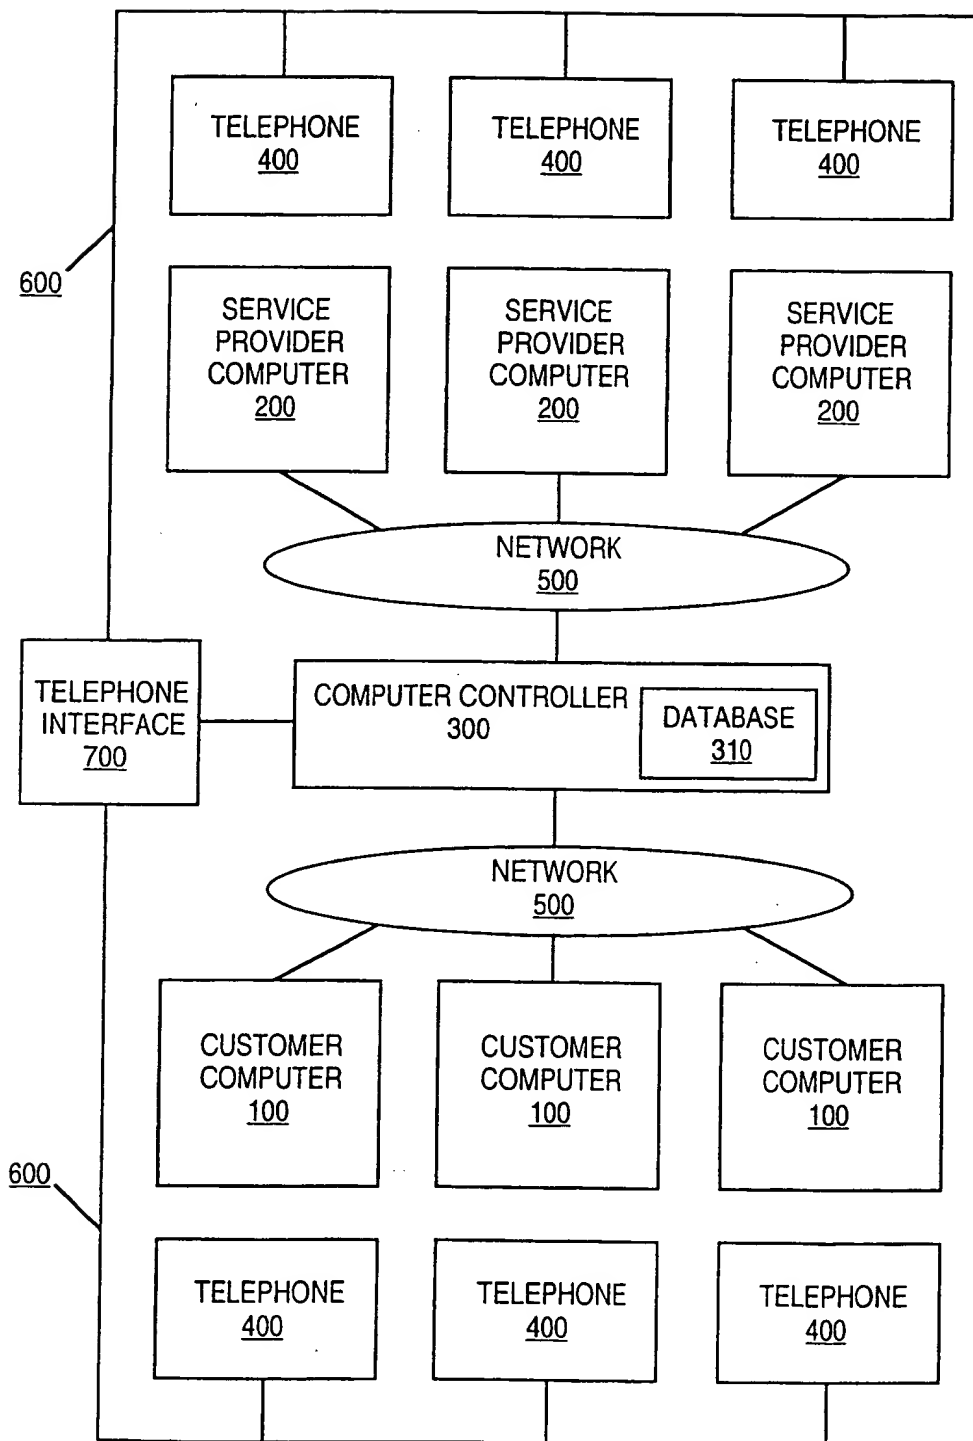 TELEPHONE
400
TELEPHONE
400
TELEPHONE
400
600
SERVICE
PROVIDER
COMPUTER
200
SERVICE
PROVIDER
COMPUTER
200
SERVICE
PROVIDER
COMPUTER
200
NETWORK
500
TELEPHONE
INTERFACE
700
COMPUTER CONTROLLER
300
DATABASE
310
NETWORK
500
CUSTOMER
COMPUTER
100
CUSTOMER
COMPUTER
100
CUSTOMER
COMPUTER
100
600
TELEPHONE
400
TELEPHONE
400
TELEPHONE
400